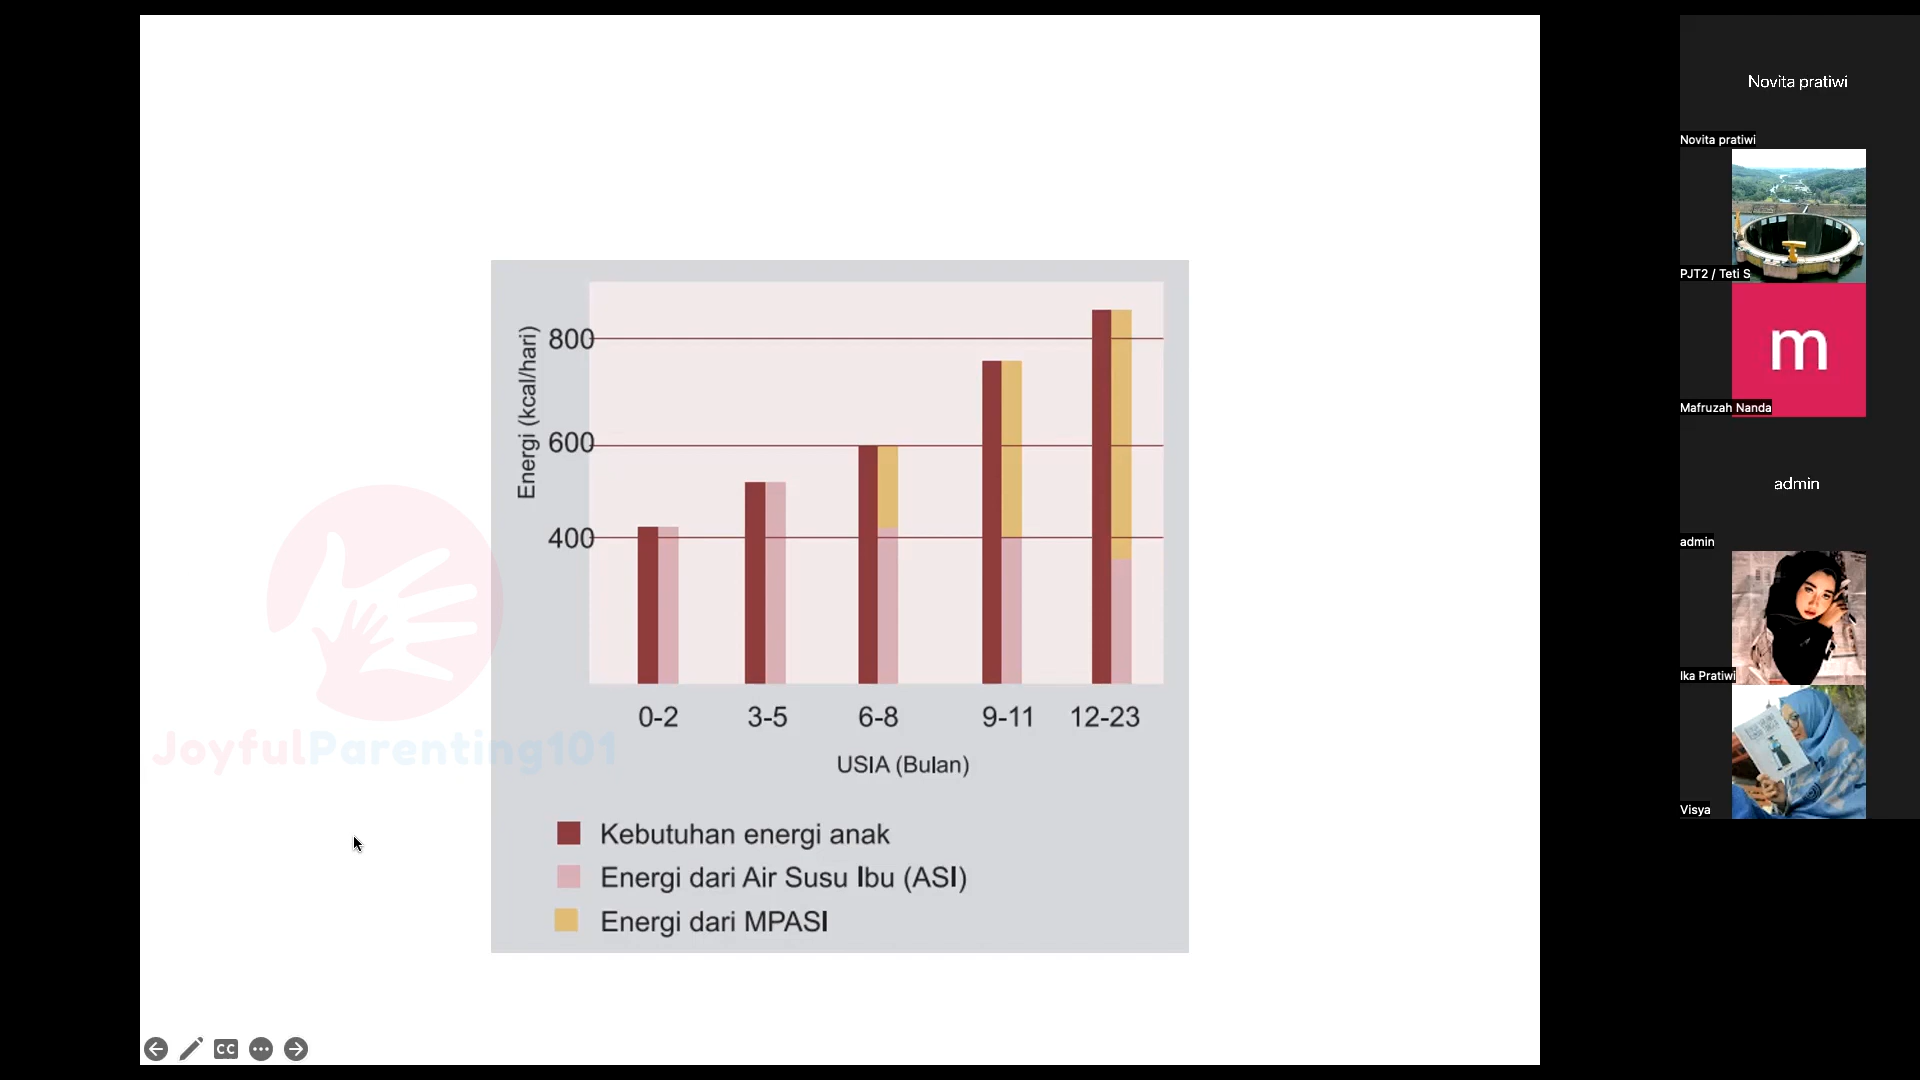 Energi (kcal/hari)
800
600
400
0-2 3-5 6-8 9-11 12-23
USIA (Bulan)
Kebutuhan energi anak
Energi dari Air Susu Ibu (ASI)
Energi dari MPASI
JoyfulParenting101
CC
Novita pratiwi
Novita pratiwi
PJT2 / Teti S
m
Mafruzah Nanda
admin
admin
Ika Pratiwi
Visya